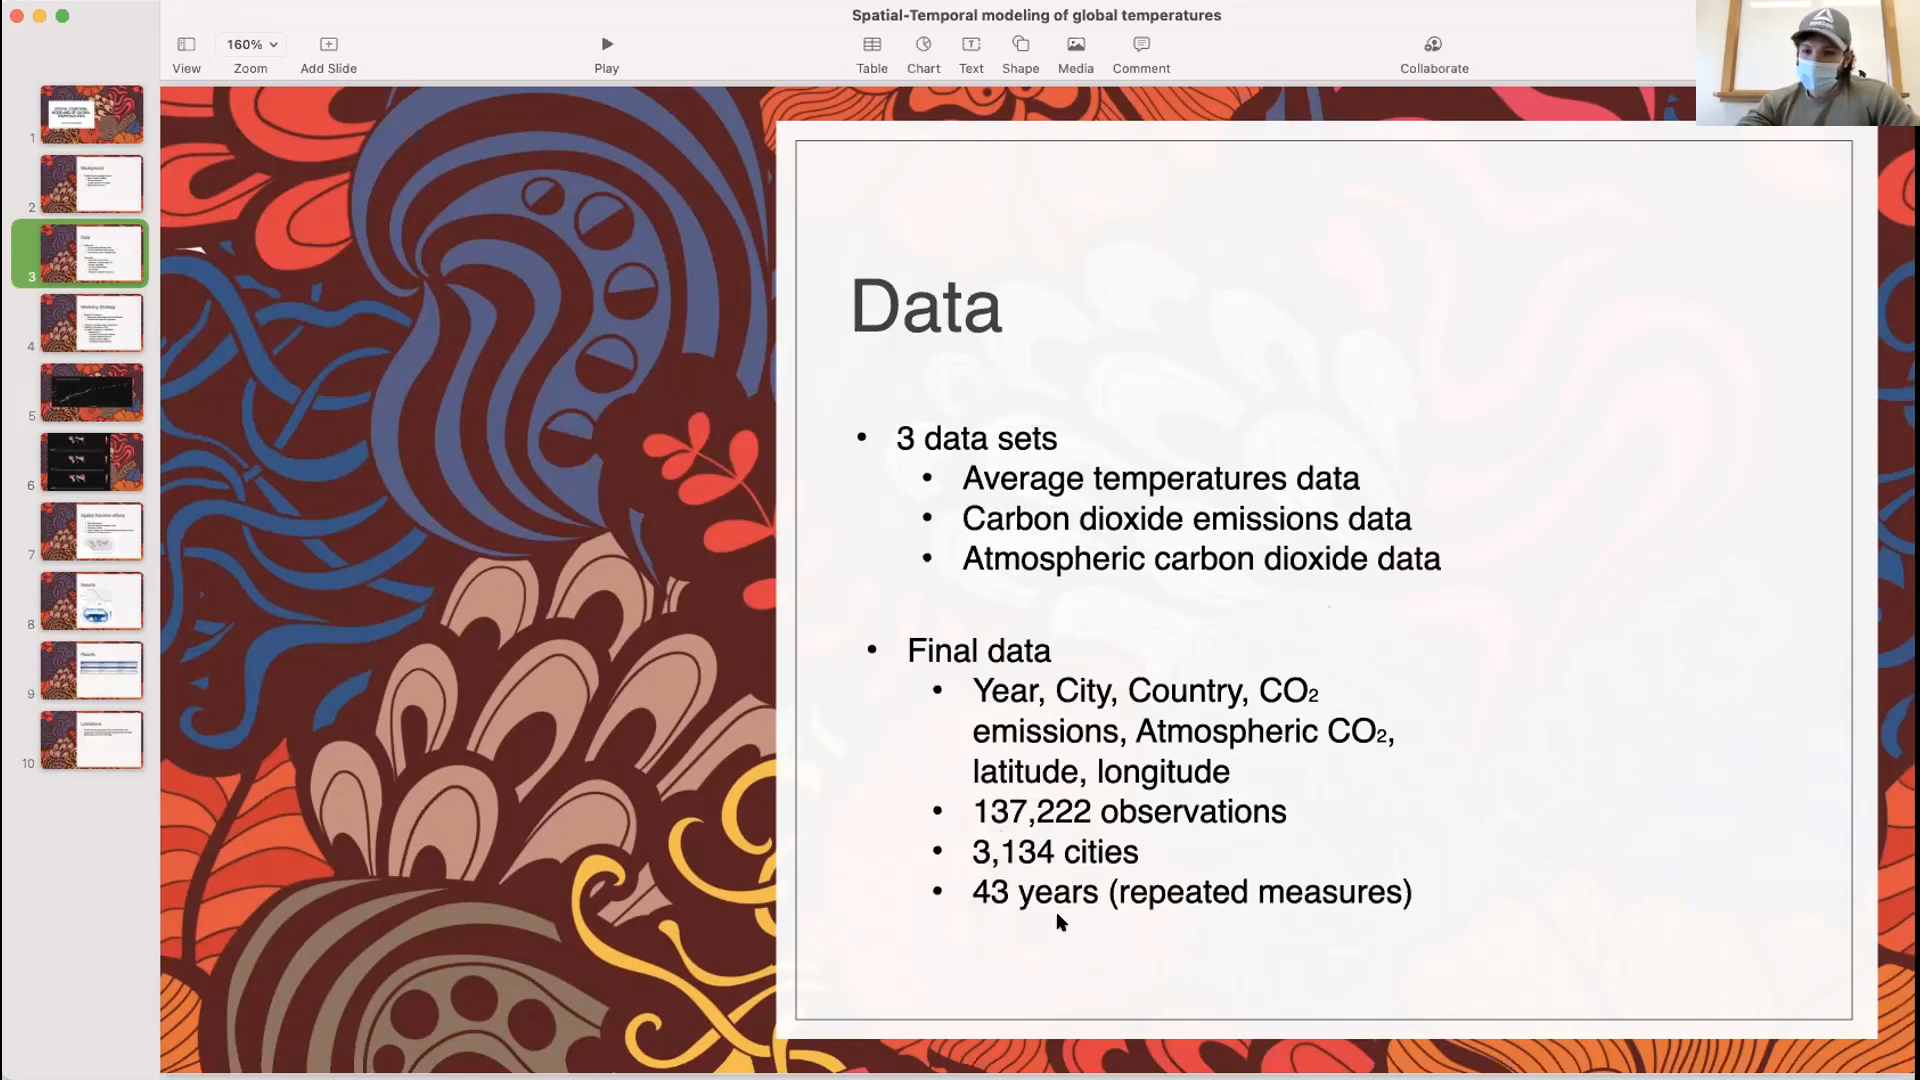 Spatial-Temporal modeling of global temperatures
160%
View
Zoom
Add Slide
Play
Table
Chart
Text
Shape
Media
Comment
Collaborate
1
2
3
4
5
6
7
8
9
10
Data
• 3 data sets
• Average temperatures data
• Carbon dioxide emissions data
• Atmospheric carbon dioxide data
• Final data
• Year, City, Country, CO₂
emissions, Atmospheric CO₂,
latitude, longitude
• 137,222 observations
• 3,134 cities
• 43 years (repeated measures)